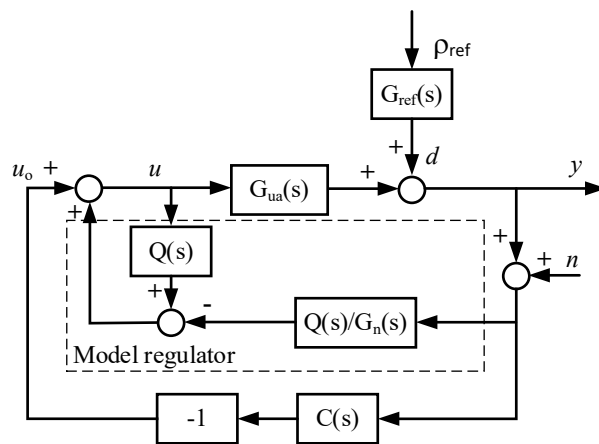 ρref
Gref(s)
+
d
uo
+
u
+
y
Gua(s)
+
+
+
n
Q(s)
+
-
Q(s)/Gn(s)
Model regulator
-1
C(s)